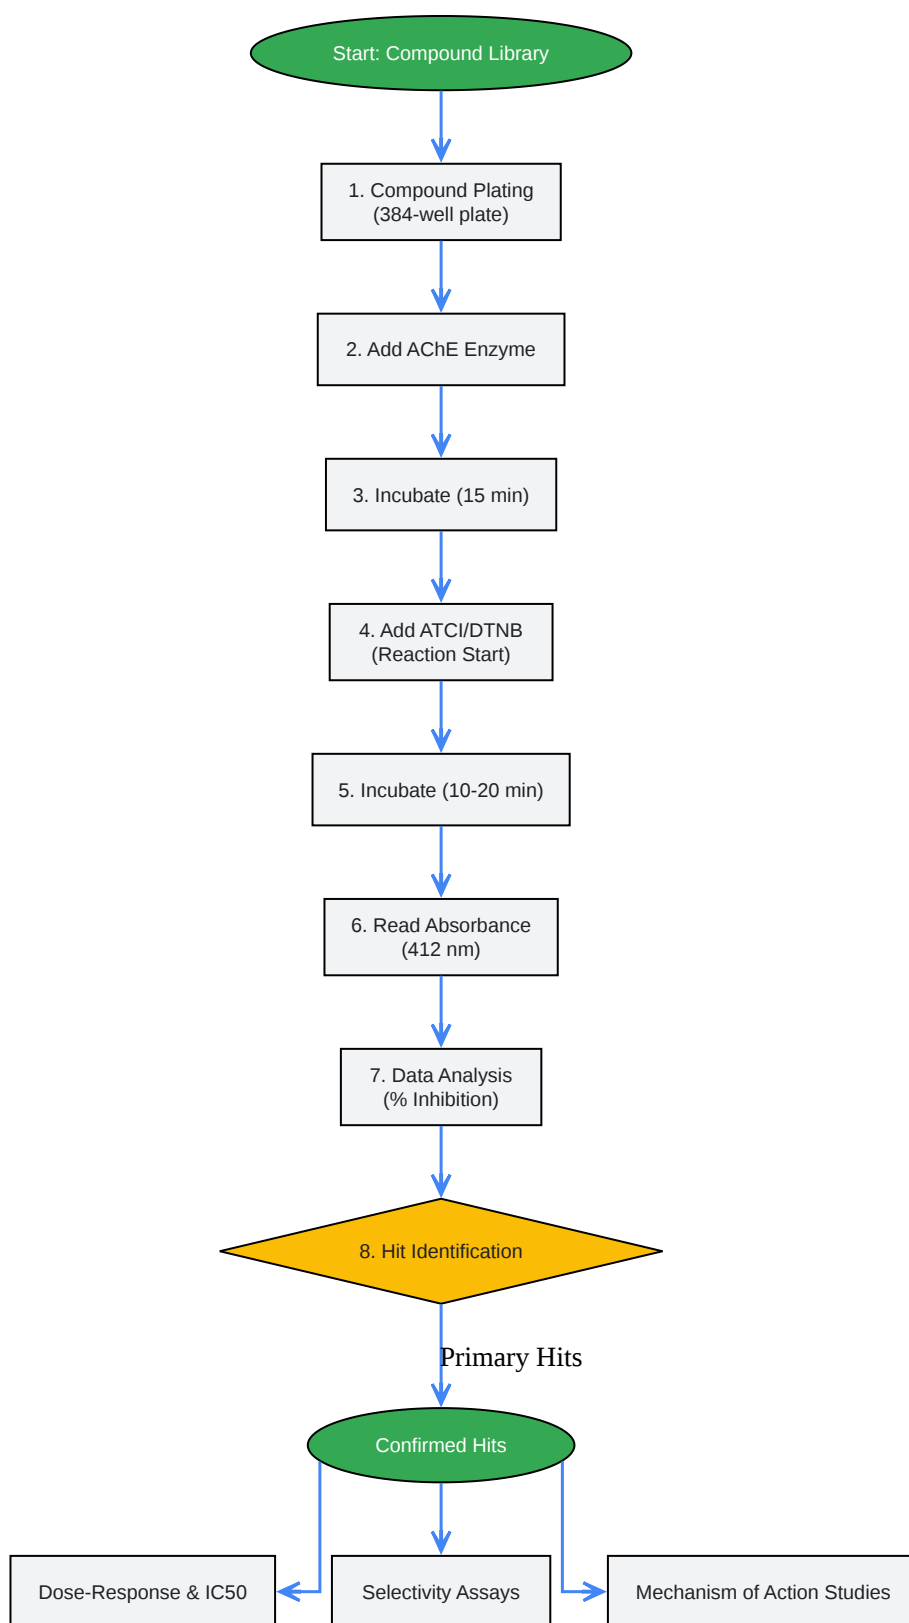 Start: Compound Library
1. Compound Plating
(384-well plate)
2. Add AChE Enzyme
3. Incubate (15 min)
4. Add ATCI/DTNB
(Reaction Start)
5. Incubate (10-20 min)
6. Read Absorbance
(412 nm)
7. Data Analysis
(% Inhibition)
8. Hit Identification
Primary Hits
Confirmed Hits
Dose-Response & IC50
Selectivity Assays
Mechanism of Action Studies